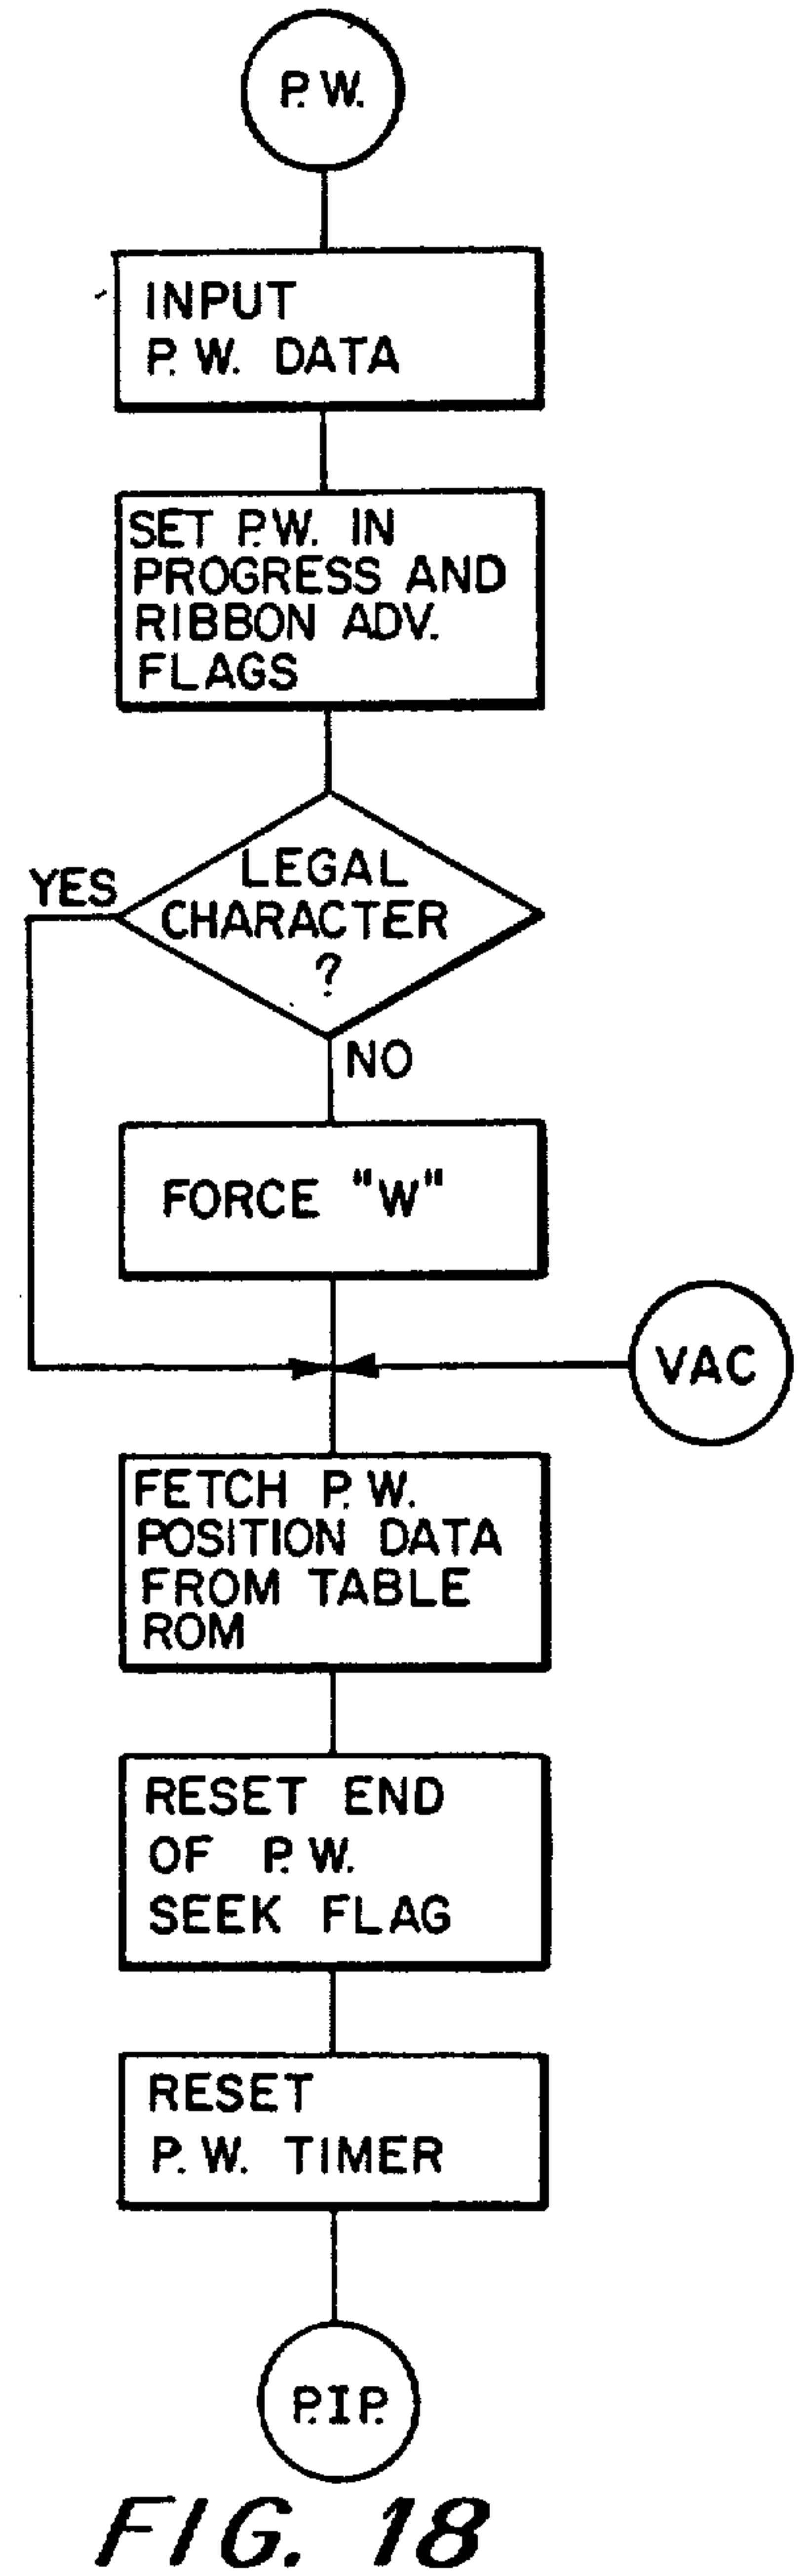 P.W.
INPUT
P.W. DATA
SET P.W. IN
PROGRESS AND
RIBBON ADV.
FLAGS
YES
LEGAL
CHARACTER
?
NO
FORCE "W"
VAC
FETCH P.W.
POSITION DATA
FROM TABLE
ROM
RESET END
OF P.W.
SEEK FLAG
RESET
P.W. TIMER
P.I.P.
FIG. 18